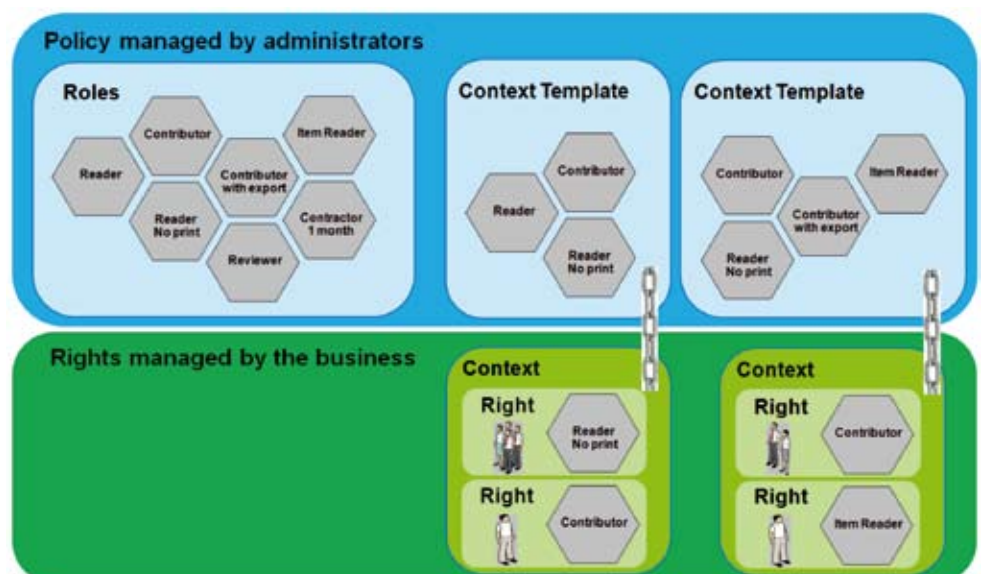 Policy managed by administrators
Roles
Contributor
Item Reader
Reader
Contributor
with export
Reader
No print
Contractor
1 month
Reviewer
Context Template
Contributor
Reader
Reader
No print
Context Template
Contributor
Item Reader
Contributor
with export
Reader
No print
Rights managed by the business
Context
Right
Reader
No print
Right
Contributor
Context
Right
Contributor
Right
Item Reader